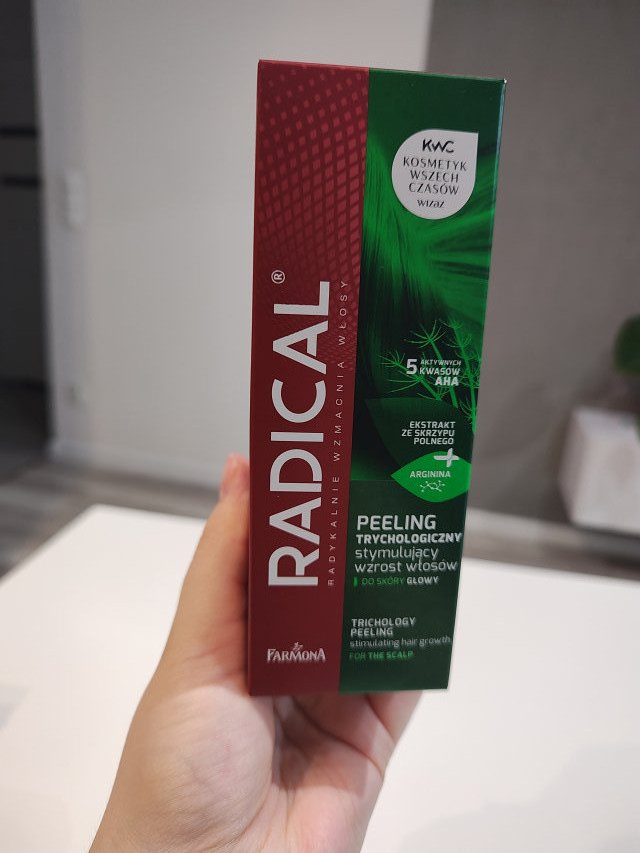 RADICAL®
RADYKALNIE WZMACNIA WŁOSY
KWC
KOSMETYK
WSZECH
CZASÓW
wizaż
5 AKTYWNYCH
KWASÓW
AHA
EKSTRAKT
ZE SKRZYPU
POLNEGO
+
ARGININA
PEELING
TRYCHOLOGICZNY
stymulujący
wzrost włosów
DO SKÓRY GŁOWY
TRICHOLOGY
PEELING
stimulating hair growth
FOR THE SCALP
FARMONA